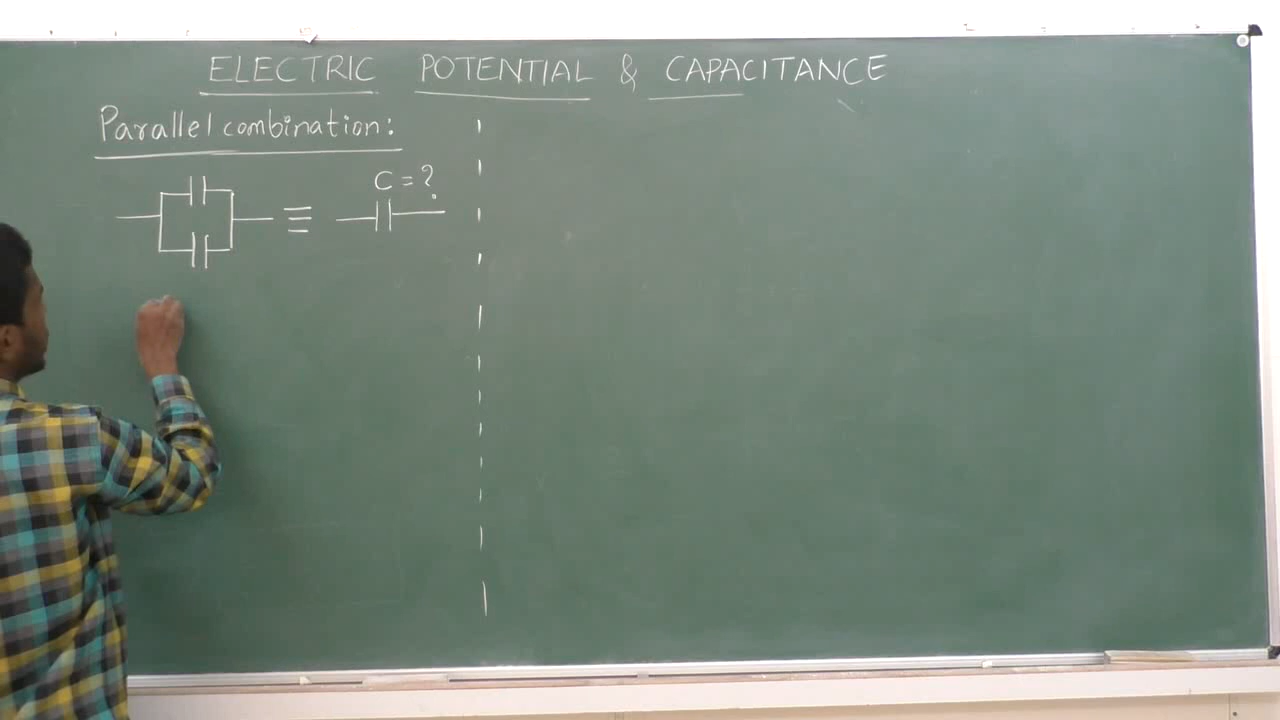 ELECTRIC POTENTIAL & CAPACITANCE
Parallel combination:
C = ?